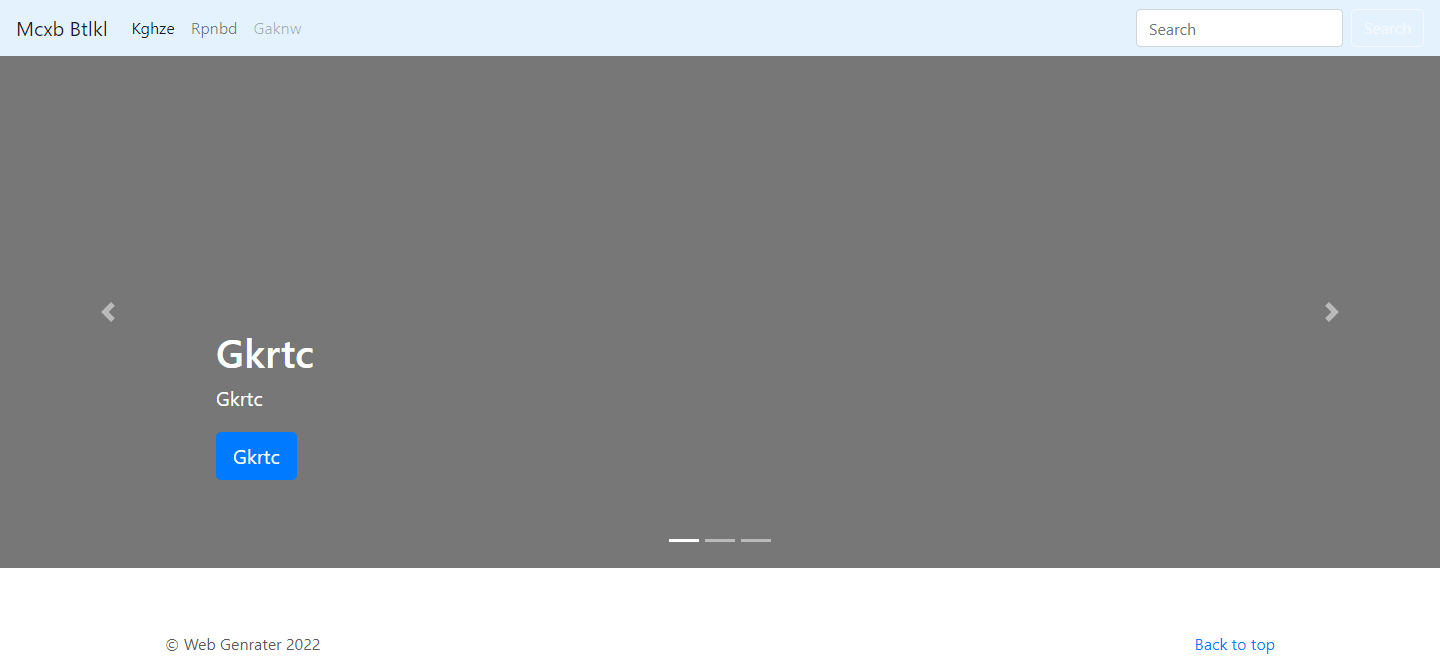 Mcxb Btlkl Kghze Rpnbd Gaknw Search Search
Gkrtc
Gkrtc
Gkrtc
© Web Genrater 2022 Back to top